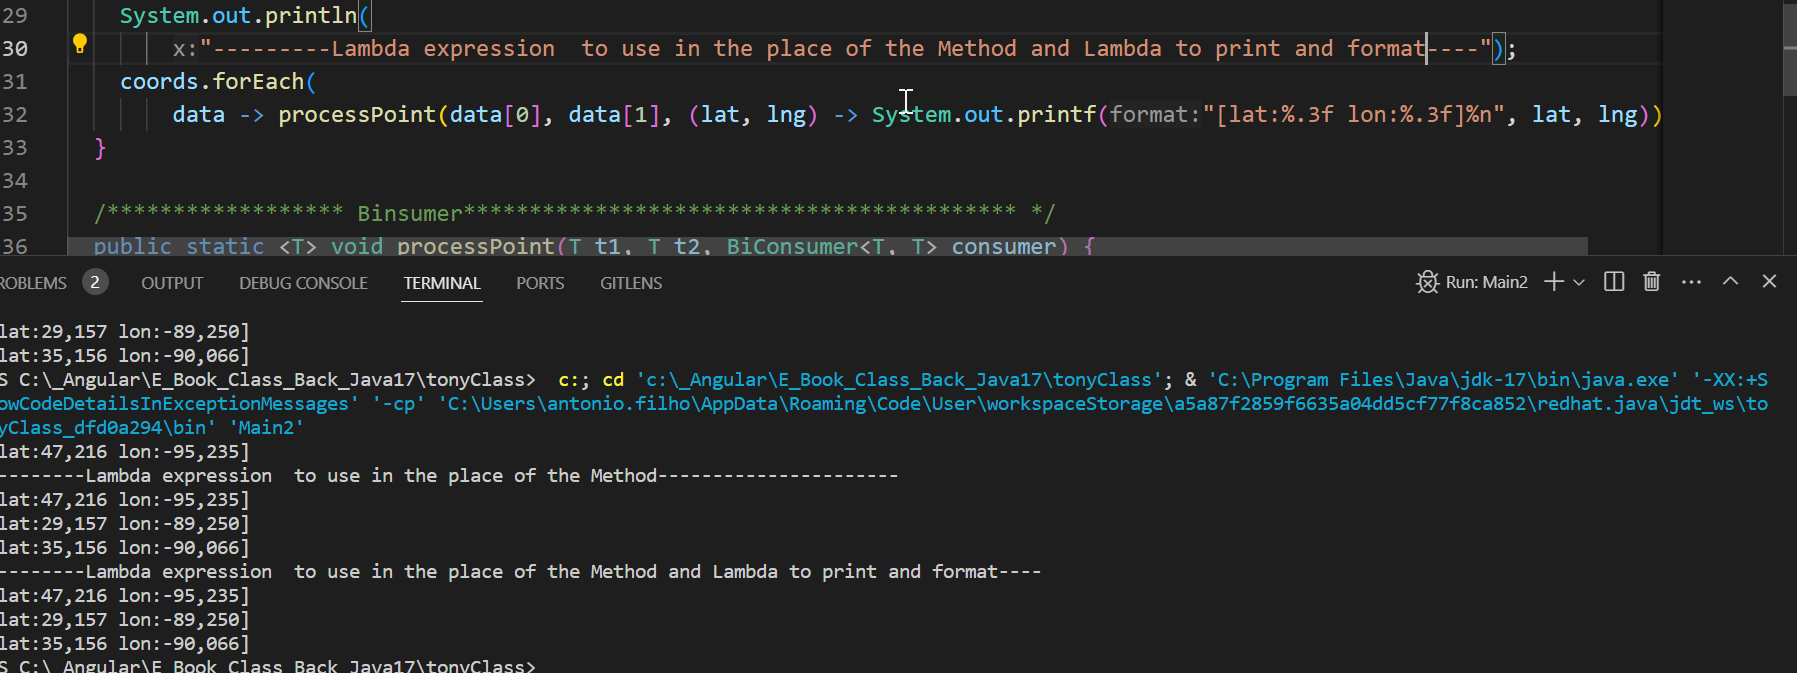 29 System.out.println(
30 x:"---------Lambda expression  to use in the place of the Method and Lambda to print and format----");
31 coords.forEach(
32 data -> processPoint(data[0], data[1], (lat, lng) -> System.out.printf(format:"[lat:%.3f lon:%.3f]%n", lat, lng))
33 }
34
35 /****************** Binsumer****************************************** */
36 public static <T> void processPoint(T t1, T t2, BiConsumer<T, T> consumer) {
ROBLEMS 2 OUTPUT DEBUG CONSOLE TERMINAL PORTS GITLENS Run: Main2
lat:29,157 lon:-89,250]
lat:35,156 lon:-90,066]
S C:\_Angular\E_Book_Class_Back_Java17\tonyClass>  c:; cd 'c:\_Angular\E_Book_Class_Back_Java17\tonyClass'; & 'C:\Program Files\Java\jdk-17\bin\java.exe' '-XX:+S
owCodeDetailsInExceptionMessages' '-cp' 'C:\Users\antonio.filho\AppData\Roaming\Code\User\workspaceStorage\a5a87f2859f6635a04dd5cf77f8ca852\redhat.java\jdt_ws\to
yClass_dfd0a294\bin' 'Main2'
lat:47,216 lon:-95,235]
--------Lambda expression  to use in the place of the Method----------------------
lat:47,216 lon:-95,235]
lat:29,157 lon:-89,250]
lat:35,156 lon:-90,066]
--------Lambda expression  to use in the place of the Method and Lambda to print and format----
lat:47,216 lon:-95,235]
lat:29,157 lon:-89,250]
lat:35,156 lon:-90,066]
S C:\_Angular\E_Book_Class_Back_Java17\tonyClass>